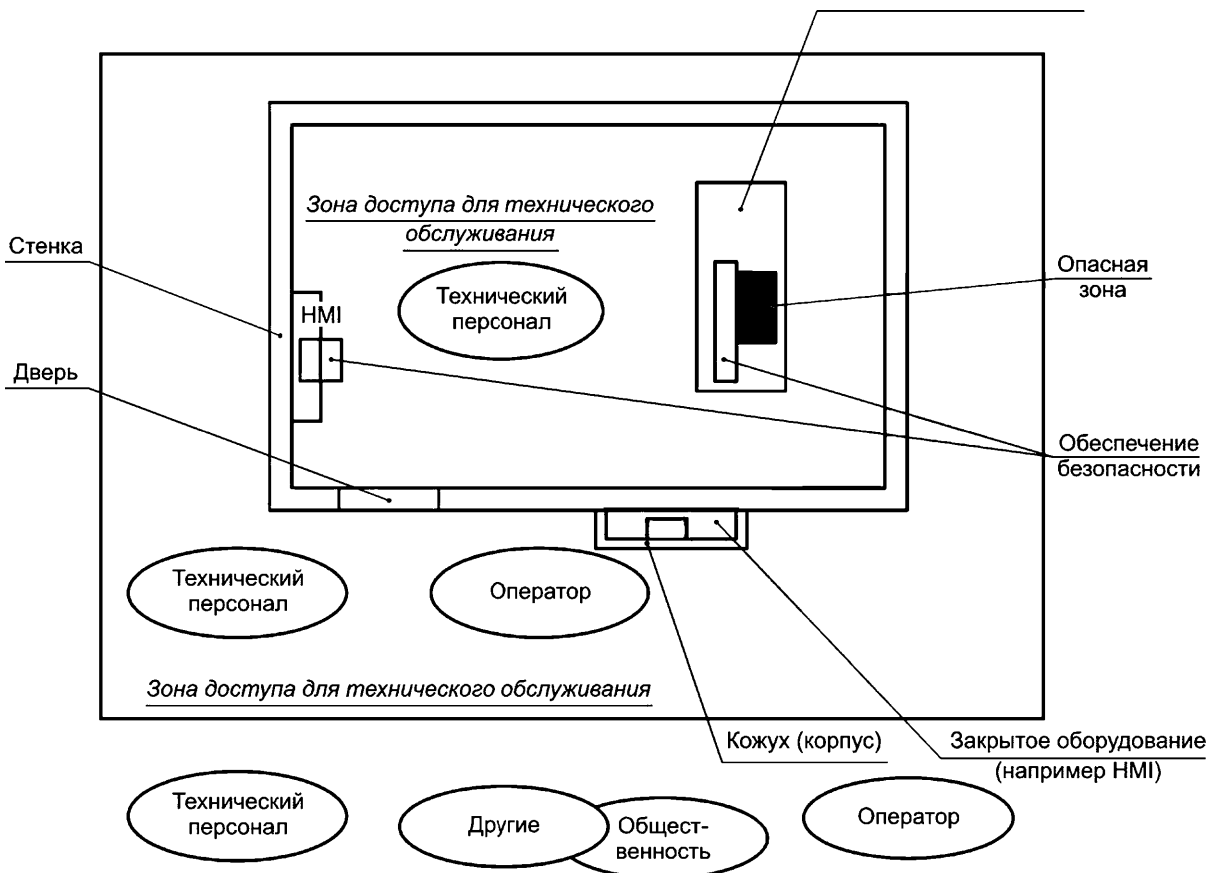 Зона доступа для технического
обслуживания
Стенка
Опасная
зона
Технический
персонал
HMI
Дверь
Обеспечение
безопасности
Технический
персонал
Оператор
Зона доступа для технического обслуживания
Кожух (корпус)
Закрытое оборудование
(например HMI)
Технический
персонал
Другие
Общест-
венность
Оператор